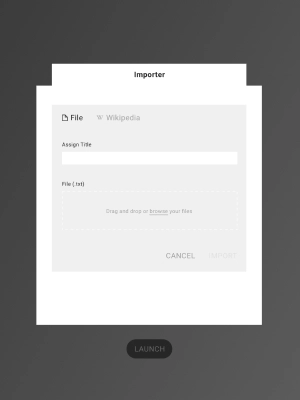 Importer
File
W Wikipedia
Assign Title
File (.txt)
Drag and drop or browse your files
CANCEL
IMPORT
LAUNCH